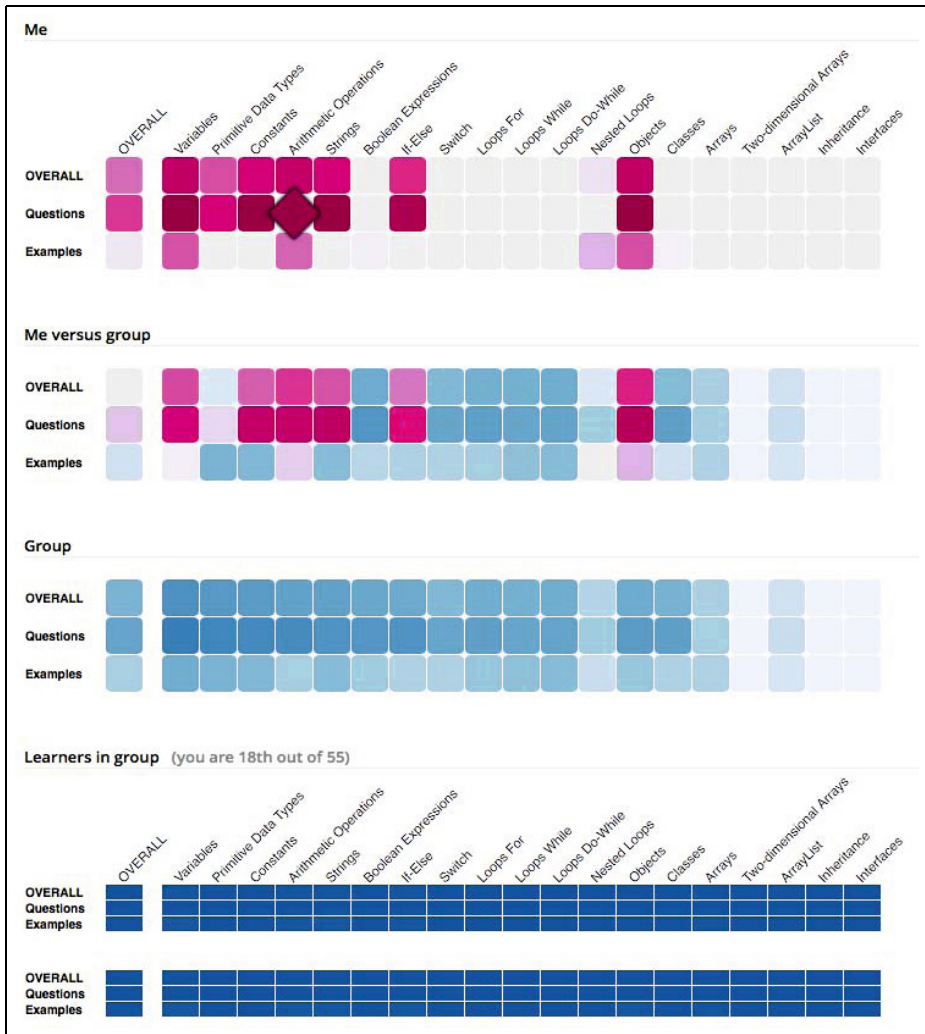 Me
OVERALL Variables Primitive Data Types Constants Arithmetic Operations Strings Boolean Expressions If-Else Switch Loops For Loops While Loops Do-While Nested Loops Objects Classes Arrays Two-dimensional Arrays ArrayList Inheritance Interfaces
OVERALL
Questions
Examples
Me versus group
OVERALL
Questions
Examples
Group
OVERALL
Questions
Examples
Learners in group (you are 18th out of 55)
OVERALL Variables Primitive Data Types Constants Arithmetic Operations Strings Boolean Expressions If-Else Switch Loops For Loops While Loops Do-While Nested Loops Objects Classes Arrays Two-dimensional Arrays ArrayList Inheritance Interfaces
OVERALL
Questions
Examples
OVERALL
Questions
Examples